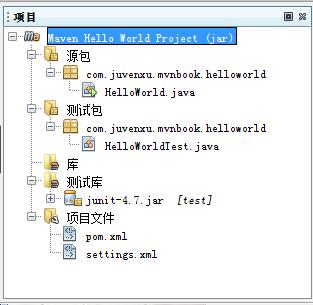 项目
Maven Hello World Project (jar)
源包
com.juvenxu.mvnbook.helloworld
HelloWorld.java
测试包
com.juvenxu.mvnbook.helloworld
HelloWorldTest.java
库
测试库
junit-4.7.jar [test]
项目文件
pom.xml
settings.xml